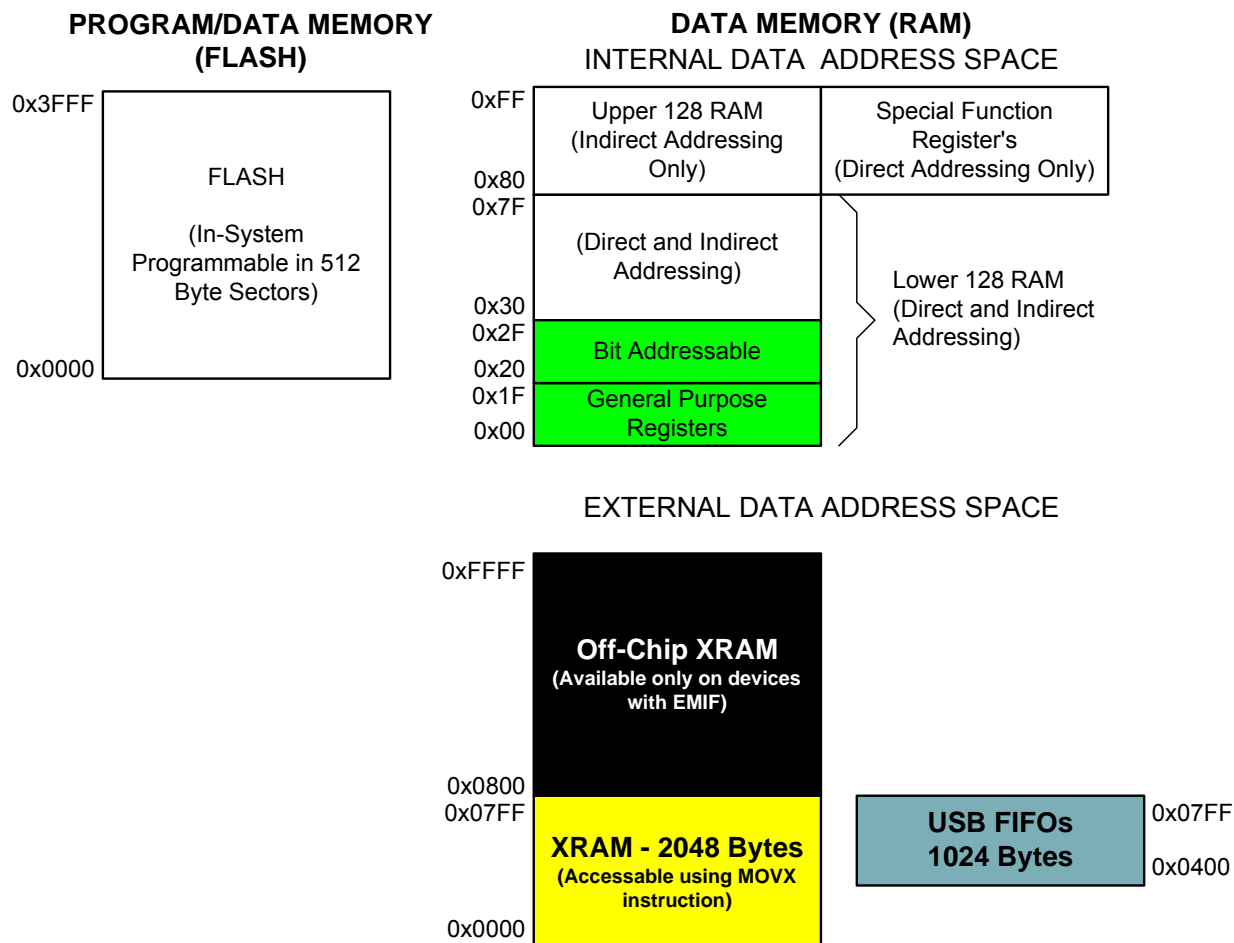 PROGRAM/DATA MEMORY
(FLASH)
0x3FFF
FLASH
(In-System
Programmable in 512
Byte Sectors)
0x0000
DATA MEMORY (RAM)
INTERNAL DATA ADDRESS SPACE
0xFF
Upper 128 RAM
(Indirect Addressing
Only)
0x80
Special Function
Register's
(Direct Addressing Only)
0x7F
(Direct and Indirect
Addressing)
0x30
Lower 128 RAM
(Direct and Indirect
Addressing)
0x2F
Bit Addressable
0x20
0x1F
General Purpose
Registers
0x00
EXTERNAL DATA ADDRESS SPACE
0xFFFF
Off-Chip XRAM
(Available only on devices
with EMIF)
0x0800
0x07FF
XRAM - 2048 Bytes
(Accessable using MOVX
instruction)
0x0000
USB FIFOs
1024 Bytes
0x07FF
0x0400